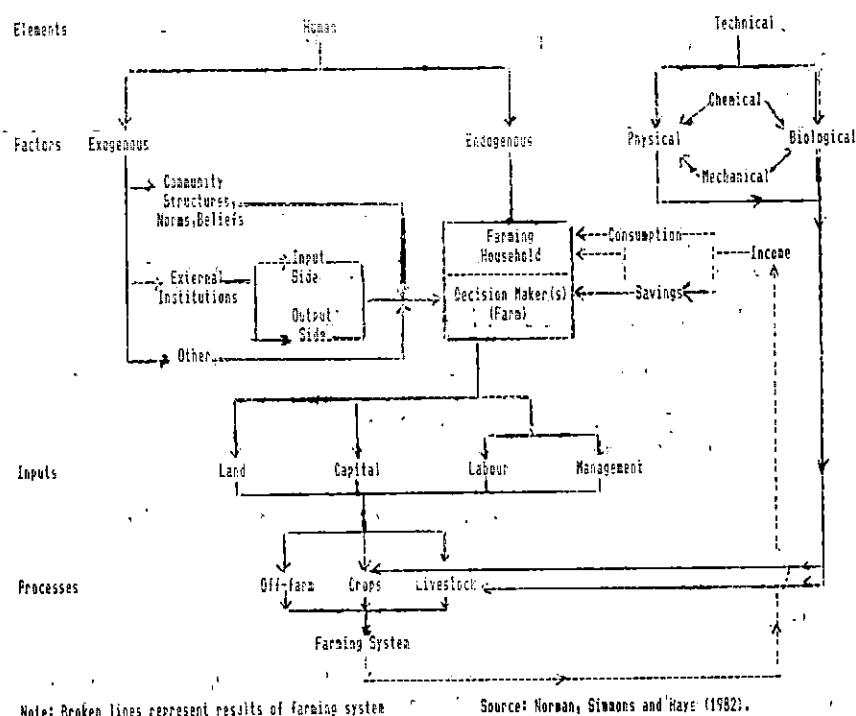 Elements Human Technical
Chemical
Factors Exogenous Endogenous Physical Biological
Mechanical
Community
Structures,
Norms,Beliefs
Farming
Household
Consumption
Income
Input
Side
External
Institutions
Decision Maker(s)
(Farm)
Savings
Output
Side
Other
Inputs Land Capital Labour Management
Processes Off-farm Crops Livestock
Farming System
Note: Broken lines represent results of farming system Source: Norman, Simmons and Hays (1982).